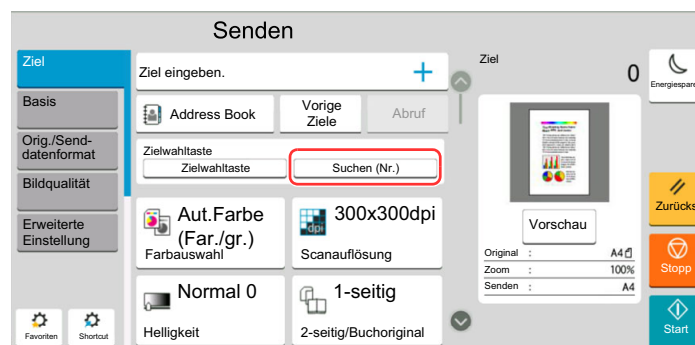 Senden
Ziel
Basis
Orig./Send-
datenformat
Bildqualität
Erweiterte
Einstellung
Favoriten
Shortcut
Ziel eingeben.
Address Book
Vorige
Ziele
Abruf
Zielwahltaste
Zielwahltaste
Suchen (Nr.)
Aut.Farbe
(Far./gr.)
Farbauswahl
300x300dpi
dpi
Scanauflösung
Normal 0
Helligkeit
1-seitig
2-seitig/Buchoriginal
Ziel
0
Vorschau
Original : A4
Zoom : 100%
Senden : A4
Energiespare
Zurücks
Stopp
Start